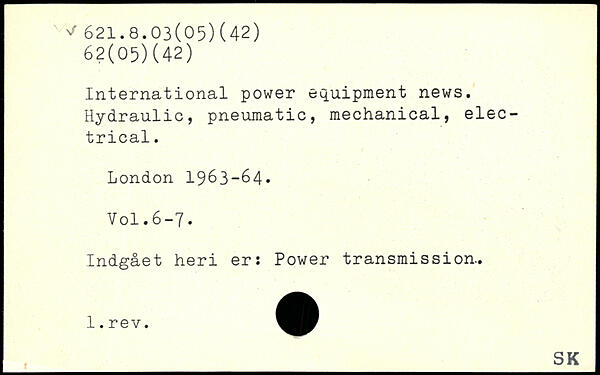 621.8.03(05)(42)
62(05)(42)
International power equipment news.
Hydraulic, pneumatic, mechanical, elec-
trical.
London 1963-64.
Vol.6-7.
Indgået heri er: Power transmission.
1.rev.
SK